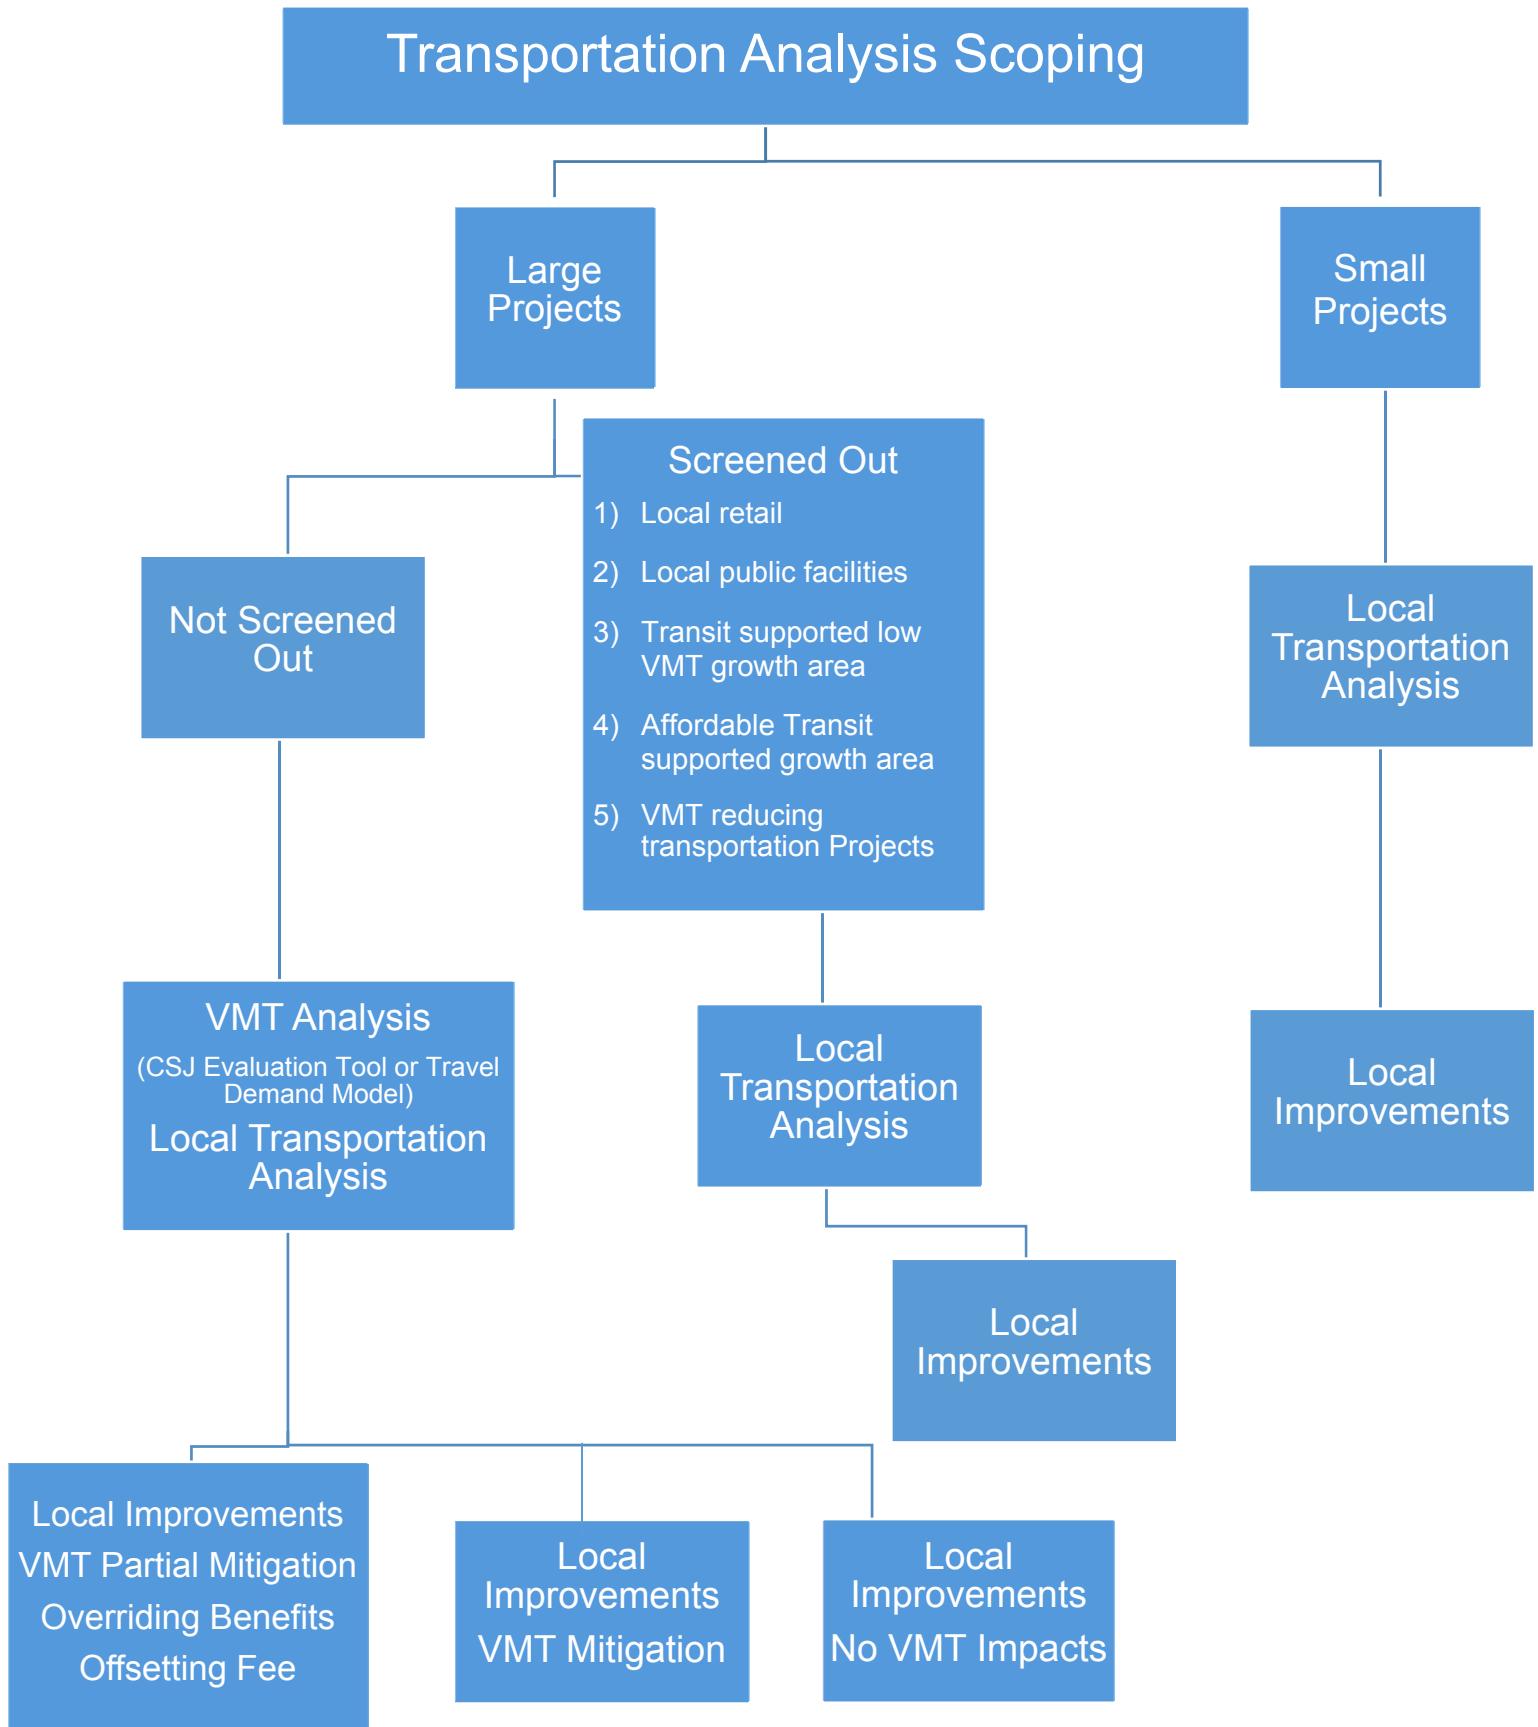 Transportation Analysis Scoping
Large
Projects
Small
Projects
Screened Out
1) Local retail
2) Local public facilities
3) Transit supported low
VMT growth area
4) Affordable Transit
supported growth area
5) VMT reducing
transportation Projects
Not Screened
Out
Local
Transportation
Analysis
VMT Analysis
(CSJ Evaluation Tool or Travel
Demand Model)
Local Transportation
Analysis
Local
Transportation
Analysis
Local
Improvements
Local
Improvements
Local Improvements
VMT Partial Mitigation
Overriding Benefits
Offsetting Fee
Local
Improvements
VMT Mitigation
Local
Improvements
No VMT Impacts